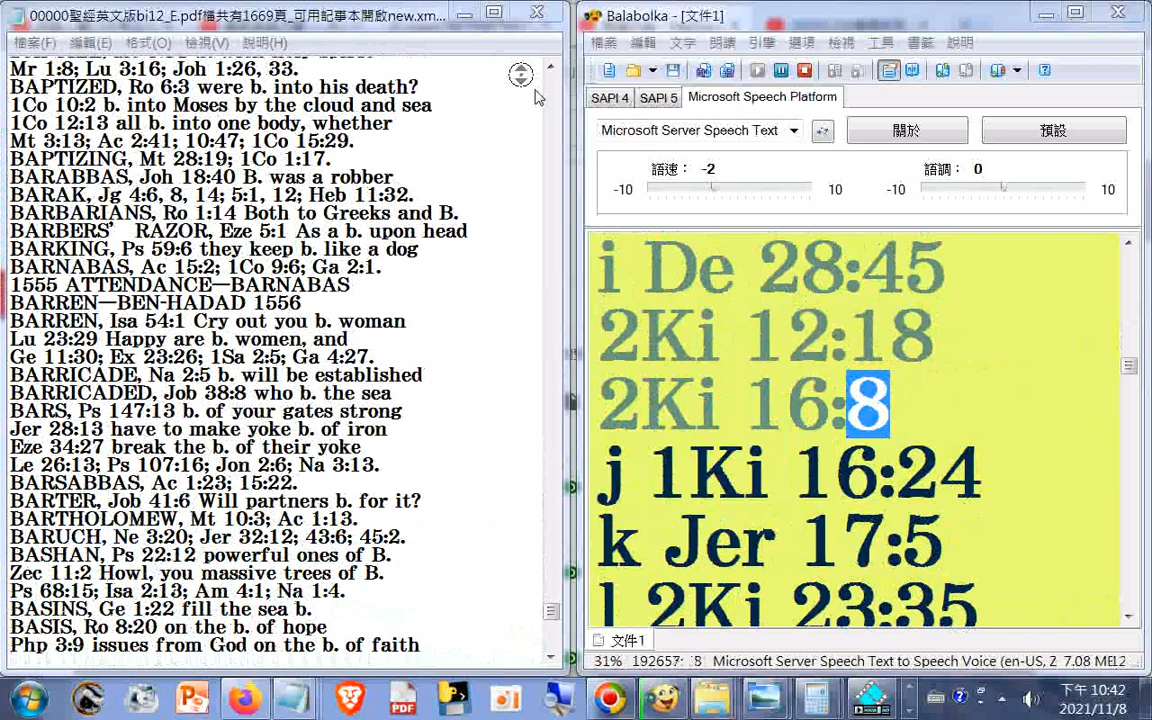 00000聖經英文版bi12_E.pdf檔共有1669頁_可用記事本開啟new.xm...
檔案(F) 編輯(E) 格式(O) 檢視(V) 說明(H)
Mr 1:8; Lu 3:16; Joh 1:26, 33.
BAPTIZED, Ro 6:3 were b. into his death?
1Co 10:2 b. into Moses by the cloud and sea
1Co 12:13 all b. into one body, whether
Mt 3:13; Ac 2:41; 10:47; 1Co 15:29.
BAPTIZING, Mt 28:19; 1Co 1:17.
BARABBAS, Joh 18:40 B. was a robber
BARAK, Jg 4:6, 8, 14; 5:1, 12; Heb 11:32.
BARBARIANS, Ro 1:14 Both to Greeks and B.
BARBERS’ RAZOR, Eze 5:1 As a b. upon head
BARKING, Ps 59:6 they keep b. like a dog
BARNABAS, Ac 15:2; 1Co 9:6; Ga 2:1.
1555 ATTENDANCE—BARNABAS
BARREN—BEN-HADAD 1556
BARREN, Isa 54:1 Cry out you b. woman
Lu 23:29 Happy are b. women, and
Ge 11:30; Ex 23:26; 1Sa 2:5; Ga 4:27.
BARRICADE, Na 2:5 b. will be established
BARRICADED, Job 38:8 who b. the sea
BARS, Ps 147:13 b. of your gates strong
Jer 28:13 have to make yoke b. of iron
Eze 34:27 break the b. of their yoke
Le 26:13; Ps 107:16; Jon 2:6; Na 3:13.
BARSABBAS, Ac 1:23; 15:22.
BARTER, Job 41:6 Will partners b. for it?
BARTHOLOMEW, Mt 10:3; Ac 1:13.
BARUCH, Ne 3:20; Jer 32:12; 43:6; 45:2.
BASHAN, Ps 22:12 powerful ones of B.
Zec 11:2 Howl, you massive trees of B.
Ps 68:15; Isa 2:13; Am 4:1; Na 1:4.
BASINS, Ge 1:22 fill the sea b.
BASIS, Ro 8:20 on the b. of hope
Php 3:9 issues from God on the b. of faith
Balabolka - [文件1]
檔案 編輯 文字 朗讀 引擎 選項 檢視 工具 書籤 說明
SAPI 4 SAPI 5 Microsoft Speech Platform
Microsoft Server Speech Text 關於 預設
語速： -2 語調： 0
-10 10 -10 10
i De 28:45
2Ki 12:18
2Ki 16:8
j 1Ki 16:24
k Jer 17:5
l 2Ki 23:35
文件1
31% 192657: 8 Microsoft Server Speech Text to Speech Voice (en-US, Z 7.08 ME12
PDF
下午 10:42
2021/11/8